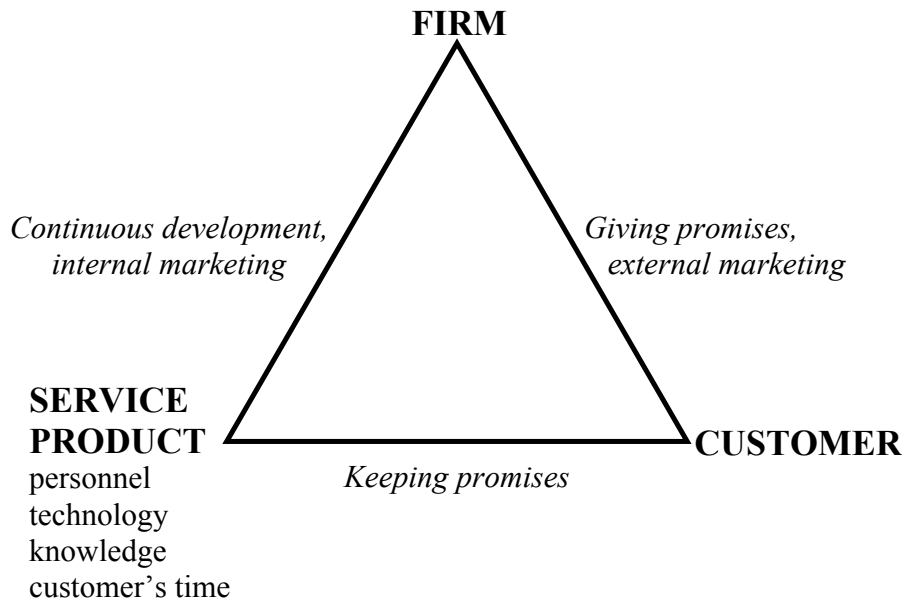 FIRM
Continuous development,
internal marketing
Giving promises,
external marketing
SERVICE
PRODUCT
personnel
technology
knowledge
customer’s time
Keeping promises
CUSTOMER